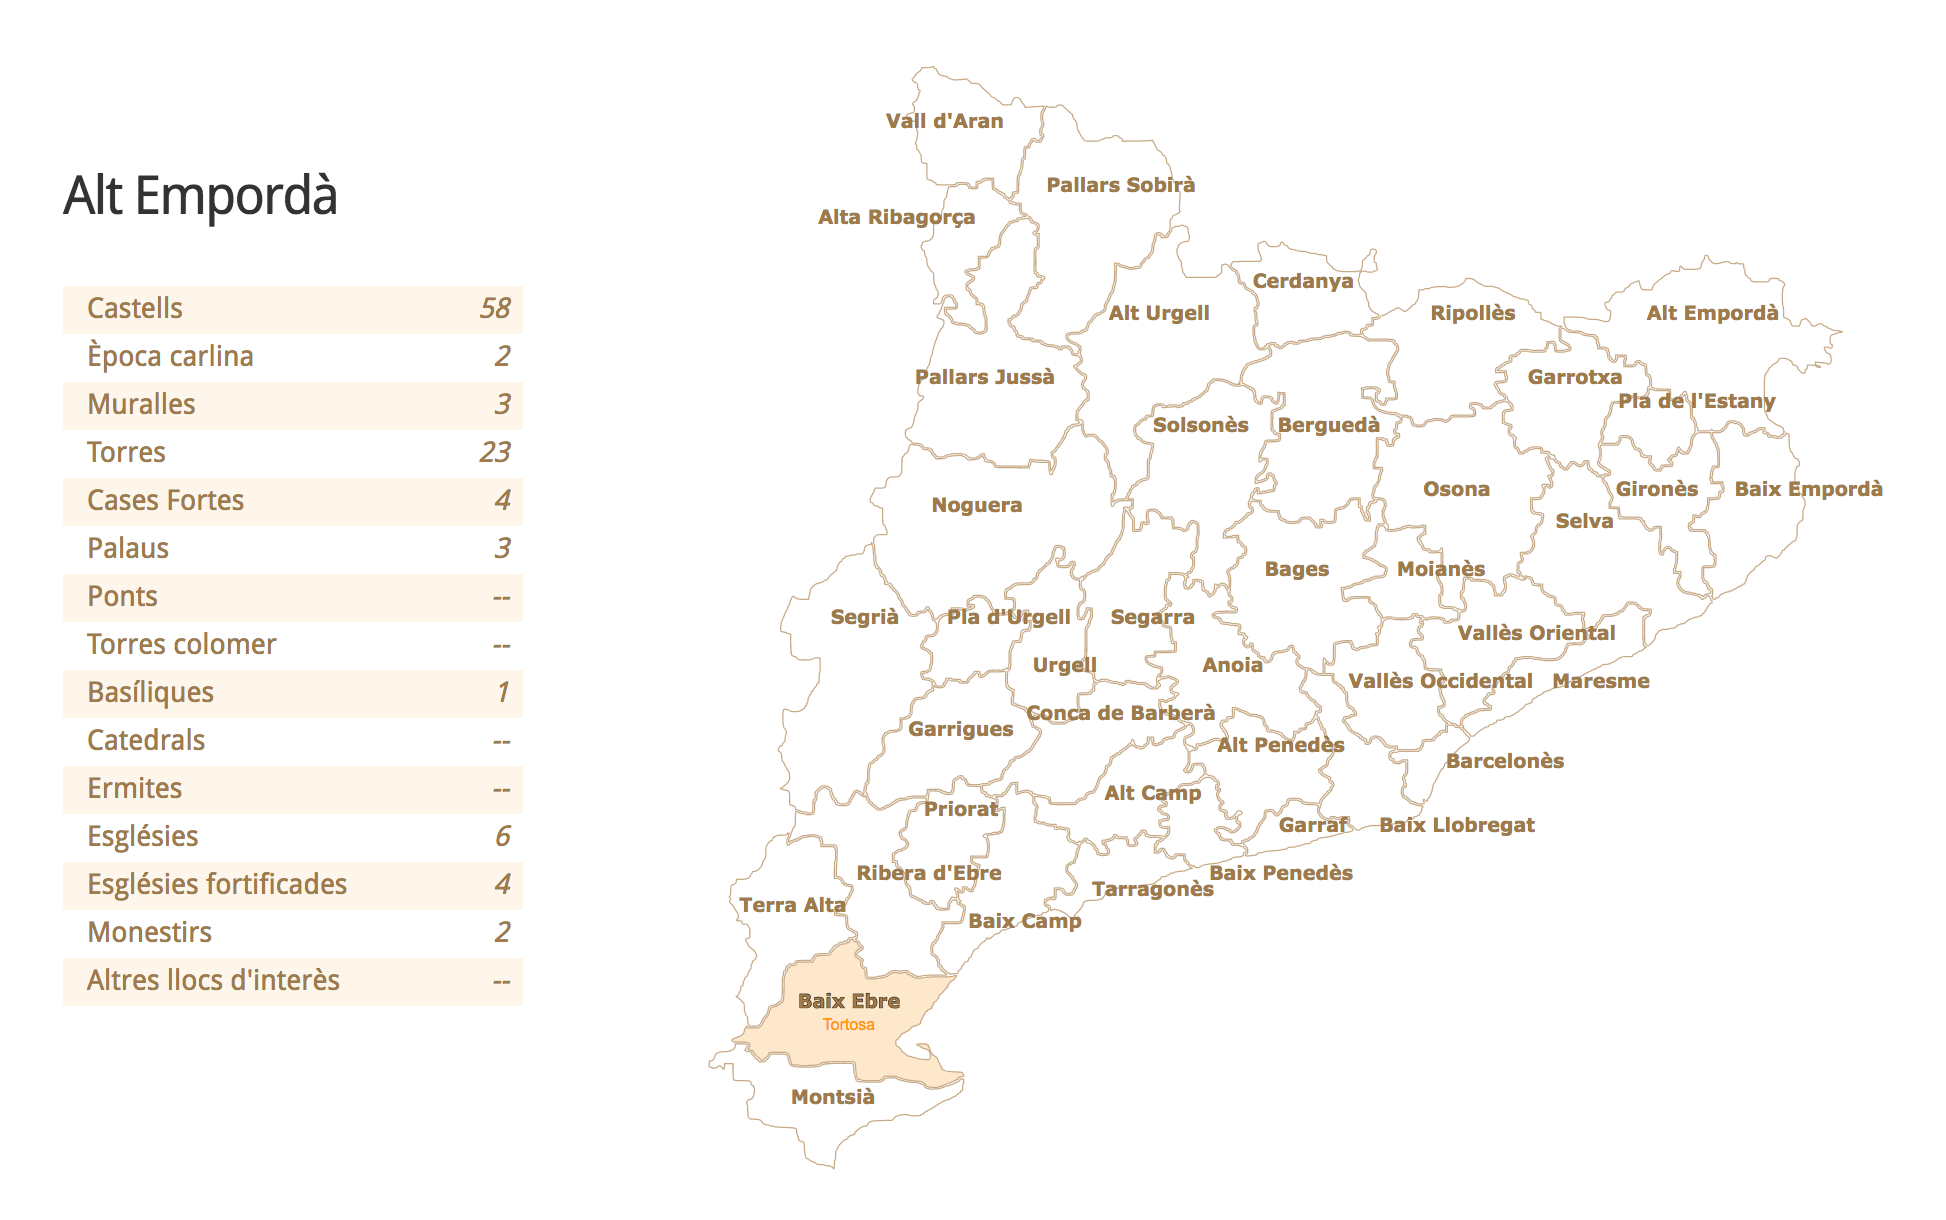 Alt Empordà
Castells 58
Època carlina 2
Muralles 3
Torres 23
Cases Fortes 4
Palaus 3
Ponts --
Torres colomer --
Basíliques 1
Catedrals --
Ermites --
Esglésies 6
Esglésies fortificades 4
Monestirs 2
Altres llocs d'interès --
Vall d'Aran
Pallars Sobirà
Alta Ribagorça
Cerdanya
Alt Urgell
Ripollès
Alt Empordà
Pallars Jussà
Garrotxa
Pla de l'Estany
Solsonès
Berguedà
Osona
Gironès
Baix Empordà
Noguera
Selva
Bages
Moianès
Segrià
Pla d'Urgell
Segarra
Vallès Oriental
Urgell
Anoia
Vallès Occidental
Maresme
Conca de Barberà
Garrigues
Alt Penedès
Barcelonès
Alt Camp
Priorat
Garraf
Baix Llobregat
Ribera d'Ebre
Baix Penedès
Tarragonès
Terra Alta
Baix Camp
Baix Ebre
Tortosa
Montsià